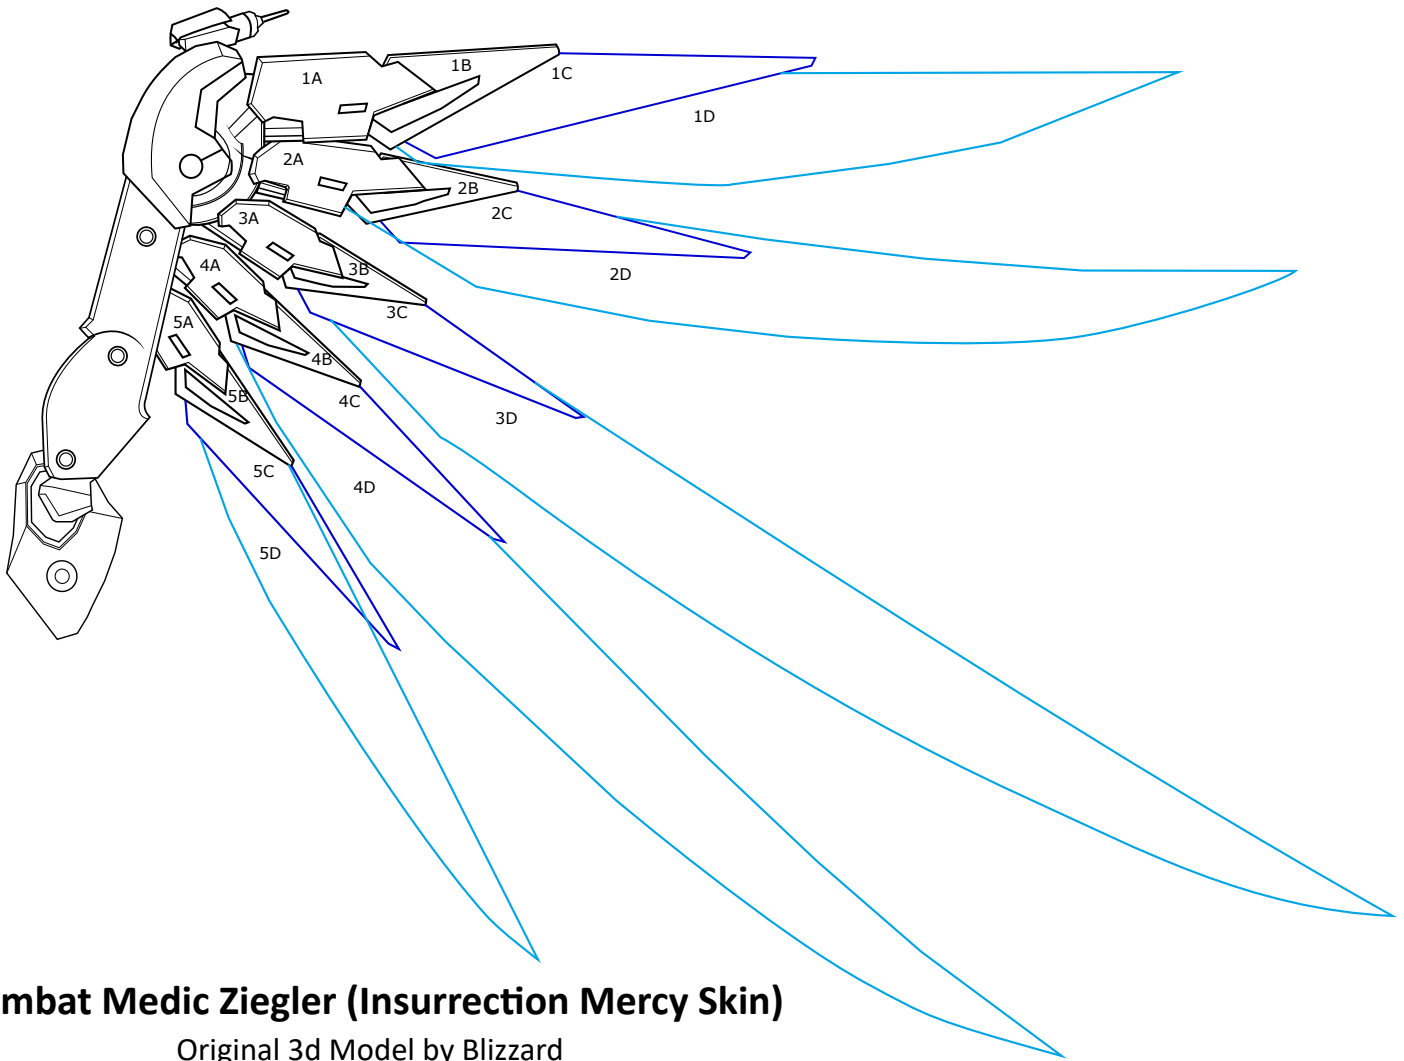 1A
1B
1C
1D
2A
2B
2C
2D
3A
3B
3C
3D
4A
4B
4C
4D
5A
5B
5C
5D
mbat Medic Ziegler (Insurrection Mercy Skin)
Original 3d Model by Blizzard